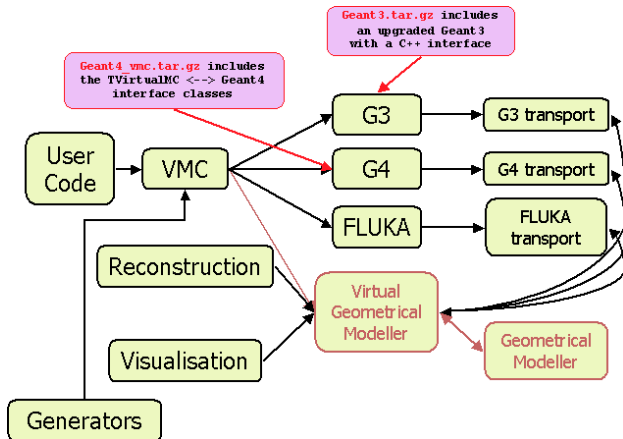 Geant3.tar.gz includes
an upgraded Geant3
with a C++ interface
Geant4_vmc.tar.gz includes
the TVirtualMC <--> Geant4
interface classes
G3
G3 transport
User
Code
VMC
G4
G4 transport
FLUKA
FLUKA
transport
Reconstruction
Virtual
Geometrical
Modeller
Visualisation
Geometrical
Modeller
Generators